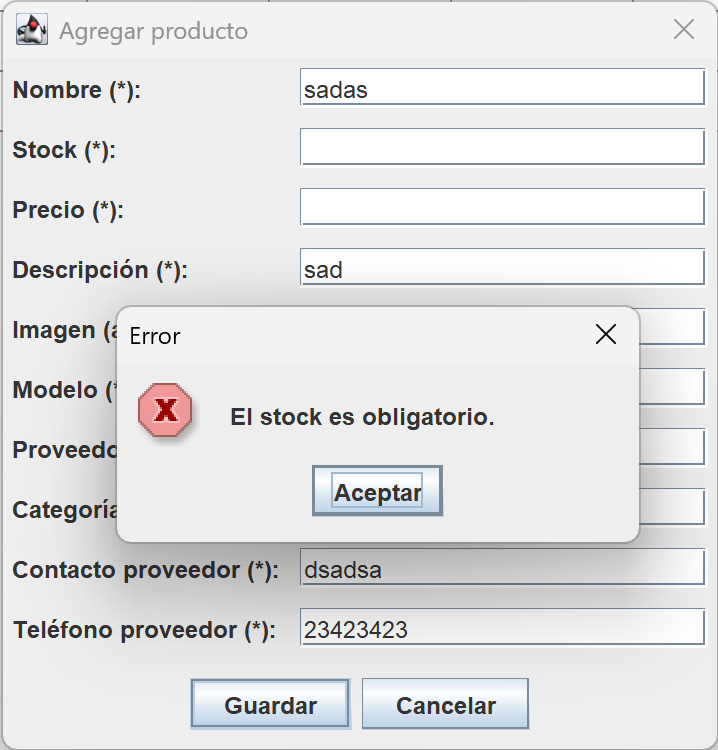 Agregar producto
Nombre (*): sadas
Stock (*):
Precio (*):
Descripción (*): sad
Imagen (
Modelo (*
Proveedo
Categoría
Error
El stock es obligatorio.
Aceptar
Contacto proveedor (*): dsadsa
Teléfono proveedor (*): 23423423
Guardar Cancelar